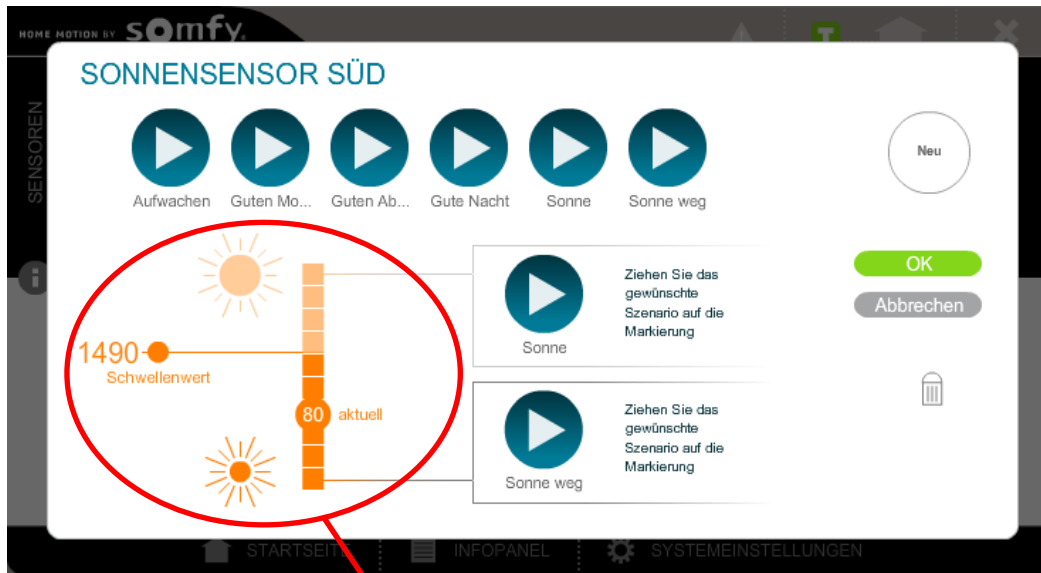 HOME MOTION BY somfy.
SENSOREN
SONNENSENSOR SÜD
Aufwachen
Guten Mo...
Guten Ab...
Gute Nacht
Sonne
Sonne weg
Neu
1490
Schwellenwert
80 aktuell
Sonne
Ziehen Sie das
gewünschte
Szenario auf die
Markierung
Sonne weg
Ziehen Sie das
gewünschte
Szenario auf die
Markierung
OK
Abbrechen
STARTSEITE
INFOPANEL
SYSTEMEINSTELLUNGEN